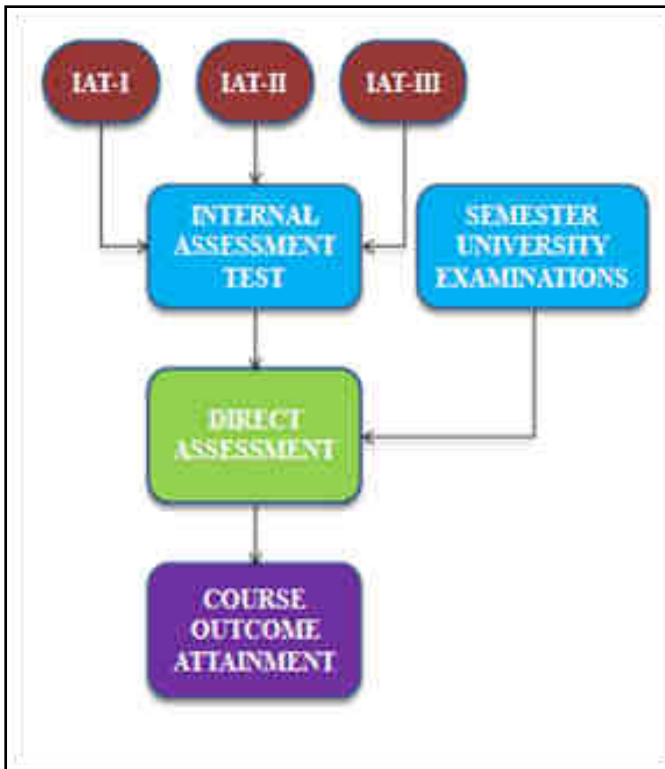 IAT-I
IAT-II
IAT-III
INTERNAL
ASSESSMENT
TEST
SEMESTER
UNIVERSITY
EXAMINATIONS
DIRECT
ASSESSMENT
COURSE
OUTCOME
ATTAINMENT